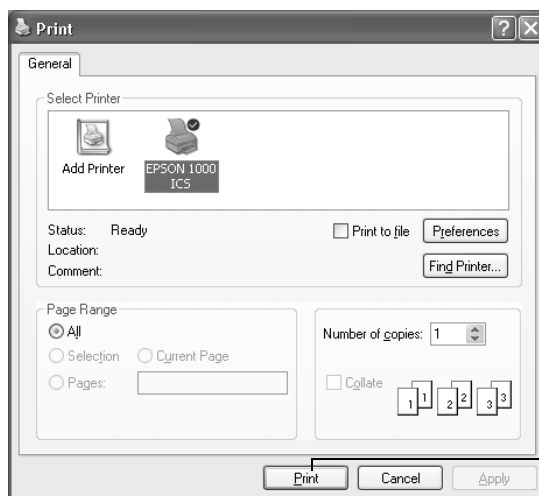 Print
General
Select Printer
Add Printer
EPSON 1000
ICS
Status: Ready
Location:
Comment:
Print to file
Preferences
Find Printer...
Page Range
All
Selection Current Page
Pages:
Number of copies: 1
Collate
1 1 2 2 3 3
Print Cancel Apply